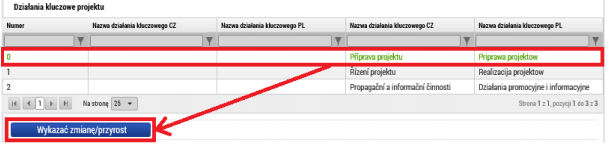 Działania kluczowe projektu
Numer Nazwa działania kluczowego CZ Nazwa działania kluczowego PL Nazwa działania kluczowego CZ Nazwa działania kluczowego PL
0 Příprava projektu Priprawa projektow
1 Řízení projektu Realizacja projektow
2 Propagační a informační činnosti Działania promocyjne i informacyjne
1 Na stronę 25 Strona 1 z 1, pozycji 1 do 3 z 3
Wykazać zmianę/przyrost